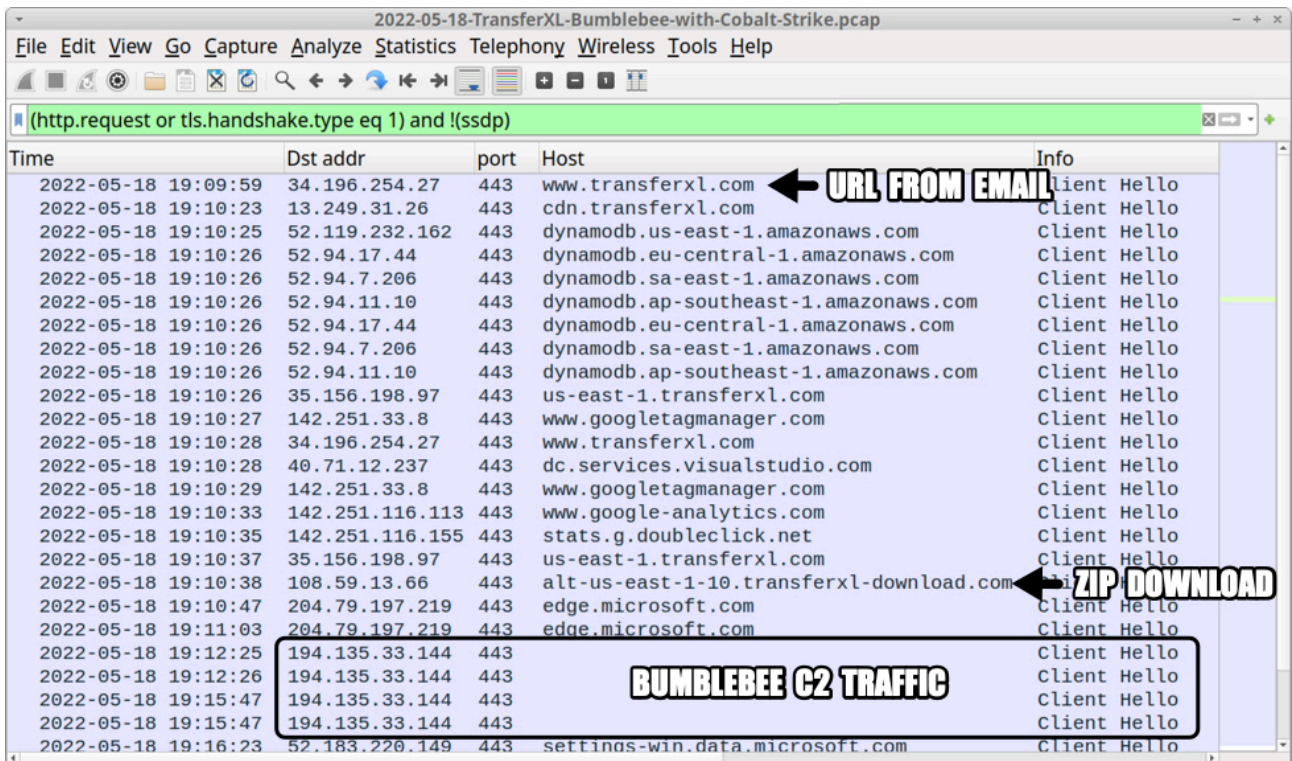 2022-05-18-TransferXL-Bumblebee-with-Cobalt-Strike.pcap
File Edit View Go Capture Analyze Statistics Telephony Wireless Tools Help
(http.request or tls.handshake.type eq 1) and !(ssdp)
Time Dst addr port Host Info
2022-05-18 19:09:59 34.196.254.27 443 www.transferxl.com URL FROM EMAIL Client Hello
2022-05-18 19:10:23 13.249.31.26 443 cdn.transferxl.com Client Hello
2022-05-18 19:10:25 52.119.232.162 443 dynamodb.us-east-1.amazonaws.com Client Hello
2022-05-18 19:10:26 52.94.17.44 443 dynamodb.eu-central-1.amazonaws.com Client Hello
2022-05-18 19:10:26 52.94.7.206 443 dynamodb.sa-east-1.amazonaws.com Client Hello
2022-05-18 19:10:26 52.94.11.10 443 dynamodb.ap-southeast-1.amazonaws.com Client Hello
2022-05-18 19:10:26 52.94.17.44 443 dynamodb.eu-central-1.amazonaws.com Client Hello
2022-05-18 19:10:26 52.94.7.206 443 dynamodb.sa-east-1.amazonaws.com Client Hello
2022-05-18 19:10:26 52.94.11.10 443 dynamodb.ap-southeast-1.amazonaws.com Client Hello
2022-05-18 19:10:26 35.156.198.97 443 us-east-1.transferxl.com Client Hello
2022-05-18 19:10:27 142.251.33.8 443 www.googletagmanager.com Client Hello
2022-05-18 19:10:28 34.196.254.27 443 www.transferxl.com Client Hello
2022-05-18 19:10:28 40.71.12.237 443 dc.services.visualstudio.com Client Hello
2022-05-18 19:10:29 142.251.33.8 443 www.googletagmanager.com Client Hello
2022-05-18 19:10:33 142.251.116.113 443 www.google-analytics.com Client Hello
2022-05-18 19:10:35 142.251.116.155 443 stats.g.doubleclick.net Client Hello
2022-05-18 19:10:37 35.156.198.97 443 us-east-1.transferxl.com Client Hello
2022-05-18 19:10:38 108.59.13.66 443 alt-us-east-1-10.transferxl-download.com ZIP DOWNLOAD
2022-05-18 19:10:47 204.79.197.219 443 edge.microsoft.com Client Hello
2022-05-18 19:11:03 204.79.197.219 443 edge.microsoft.com Client Hello
2022-05-18 19:12:25 194.135.33.144 443 Client Hello
2022-05-18 19:12:26 194.135.33.144 443 BUMBLEBEE C2 TRAFFIC Client Hello
2022-05-18 19:15:47 194.135.33.144 443 Client Hello
2022-05-18 19:15:47 194.135.33.144 443 Client Hello
2022-05-18 19:16:23 52.183.220.149 443 settings-win.data.microsoft.com Client Hello